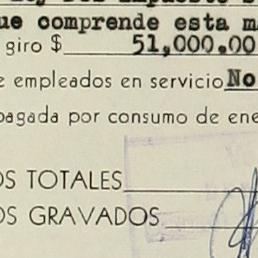 que comprende esta m
giro $ 51,000.00
e empleados en servicio No
pagada por consumo de ene
OS TOTALES
OS GRAVADOS